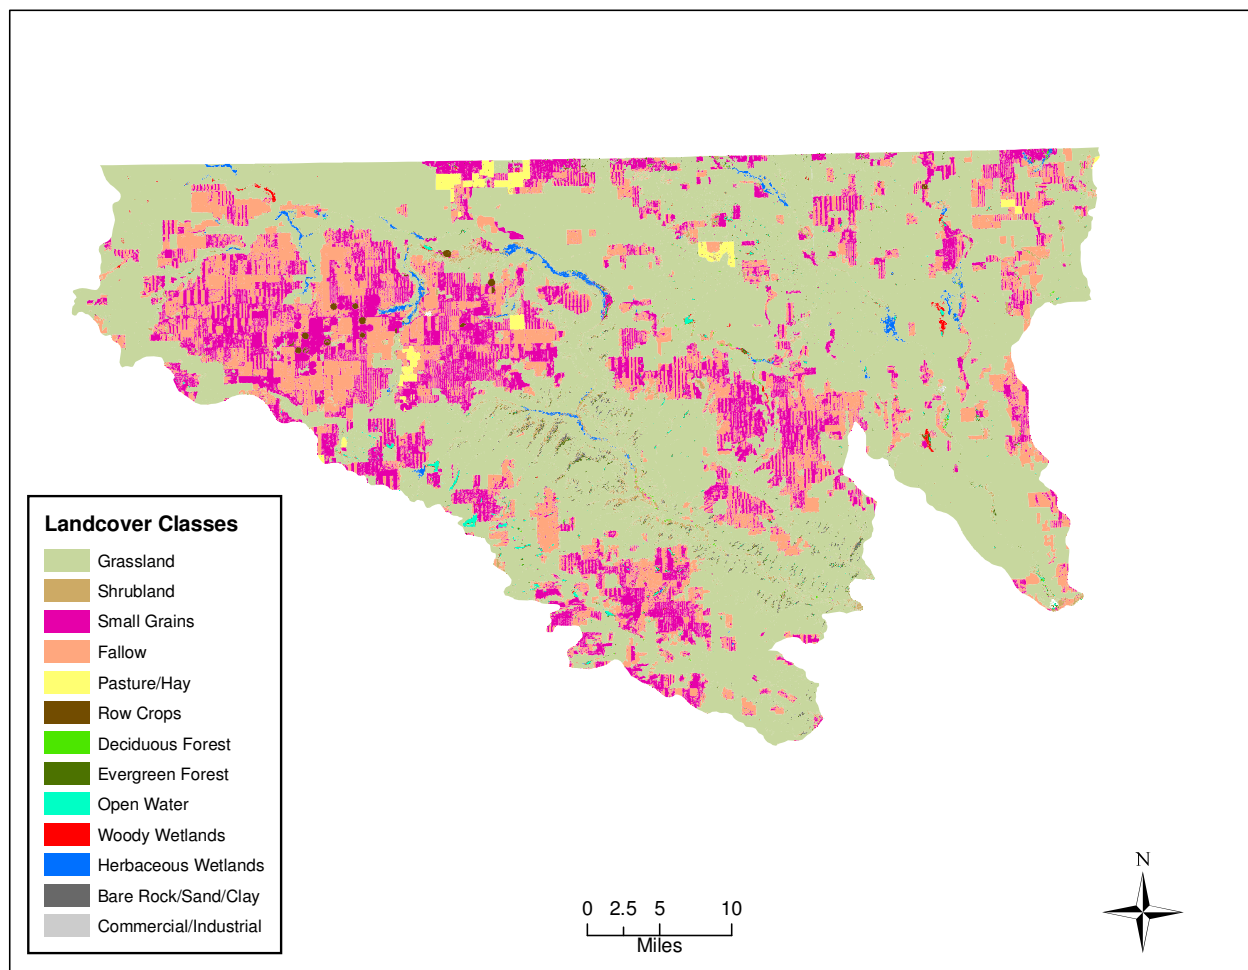 Landcover Classes
Grassland
Shrubland
Small Grains
Fallow
Pasture/Hay
Row Crops
Deciduous Forest
Evergreen Forest
Open Water
Woody Wetlands
Herbaceous Wetlands
Bare Rock/Sand/Clay
Commercial/Industrial
0 2.5 5 10
Miles
N